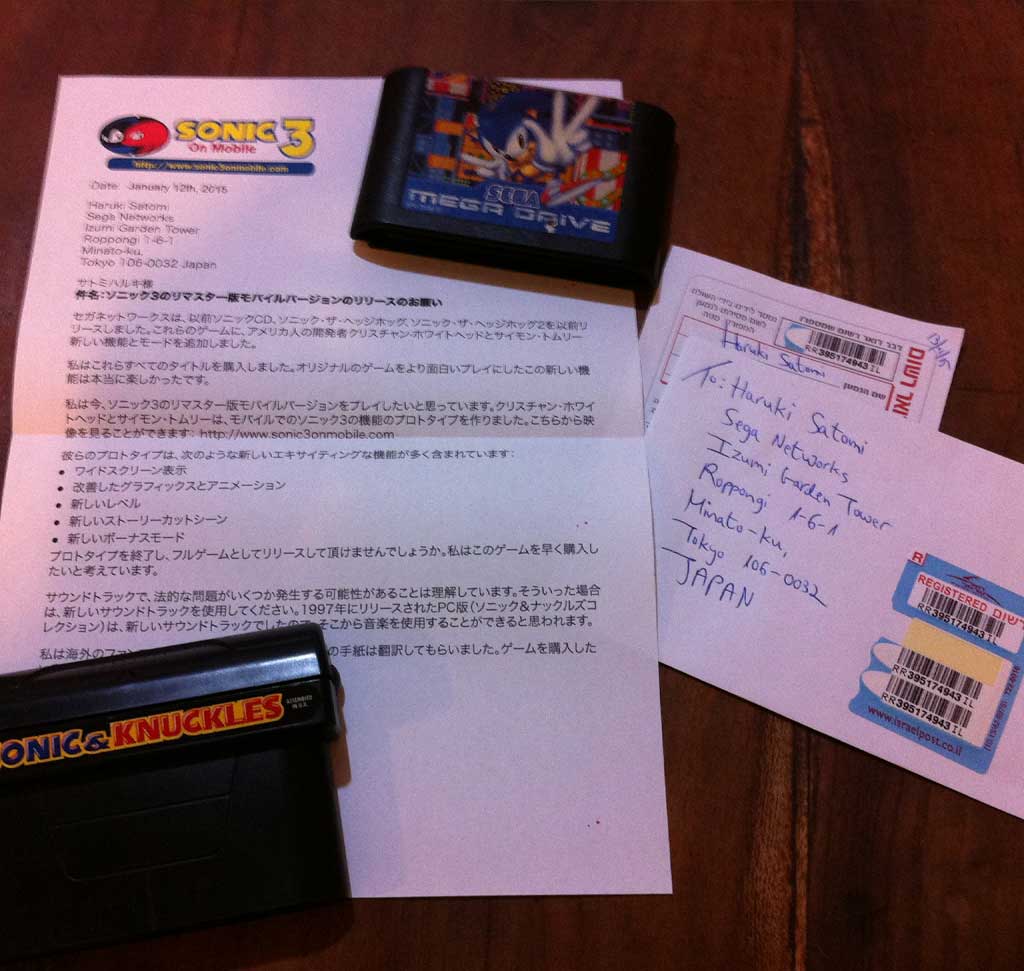 SONIC 3
On Mobile
http://www.sonic3onmobile.com
Date: January 12th, 2015
Haruki Satomi
Sega Networks
Izumi Garden Tower
Roppongi 1-6-1
Minato-ku,
Tokyo 106-0032 Japan
サトミハルキ様
件名:ソニック3のリマスター版モバイルバージョンのリリースのお願い
セガネットワークスは、以前ソニックCD、ソニック・ザ・ヘッジホッグ、ソニック・ザ・ヘッジホッグ2を以前リ
リースしました。これらのゲームに、アメリカ人の開発者クリスチャン・ホワイトヘッドとサイモン・トムリー
新しい機能とモードを追加しました。
私はこれらすべてのタイトルを購入しました。オリジナルのゲームをより面白いプレイにしたこの新しい機
能は本当に楽しかったです。
私は今、ソニック3のリマスター版モバイルバージョンをプレイしたいと思っています。クリスチャン・ホワイ
トヘッドとサイモン・トムリーは、モバイルでのソニック3の機能のプロトタイプを作りました。こちらから映
像を見ることができます: http://www.sonic3onmobile.com
彼らのプロトタイプは、次のような新しいエキサイティングな機能が多く含まれています:
• ワイドスクリーン表示
• 改善したグラフィックスとアニメーション
• 新しいレベル
• 新しいストーリーカットシーン
• 新しいボーナスモード
プロトタイプを終了し、フルゲームとしてリリースして頂けませんでしょうか。私はこのゲームを早く購入し
たいと考えています。
サウンドトラックで、法的な問題がいくつか発生する可能性があることは理解しています。そういった場合
は、新しいサウンドトラックを使用してください。1997年にリリースされたPC版(ソニック&ナックルズコ
レクション)は、新しいサウンドトラックでしたので、そこから音楽を使用することができると思われます。
私は海外のファン
の手紙は翻訳してもらいました。ゲームを購入した
SEGA
MEGA DRIVE
ONIC & KNUCKLES
ASSEMBLED
דבר דואר רשום שמספרו
RR395174943IL
שם הנמען
Haruki Satomi
To: Haruki Satomi
Sega Networks
Izumi Garden Tower
Roppongi 1-6-1
Minato-ku,
Tokyo 106-0032
JAPAN
R
REGISTERED רשום
RR395174943IL
RR395174943IL
RR395174943IL
www.israelpost.co.il